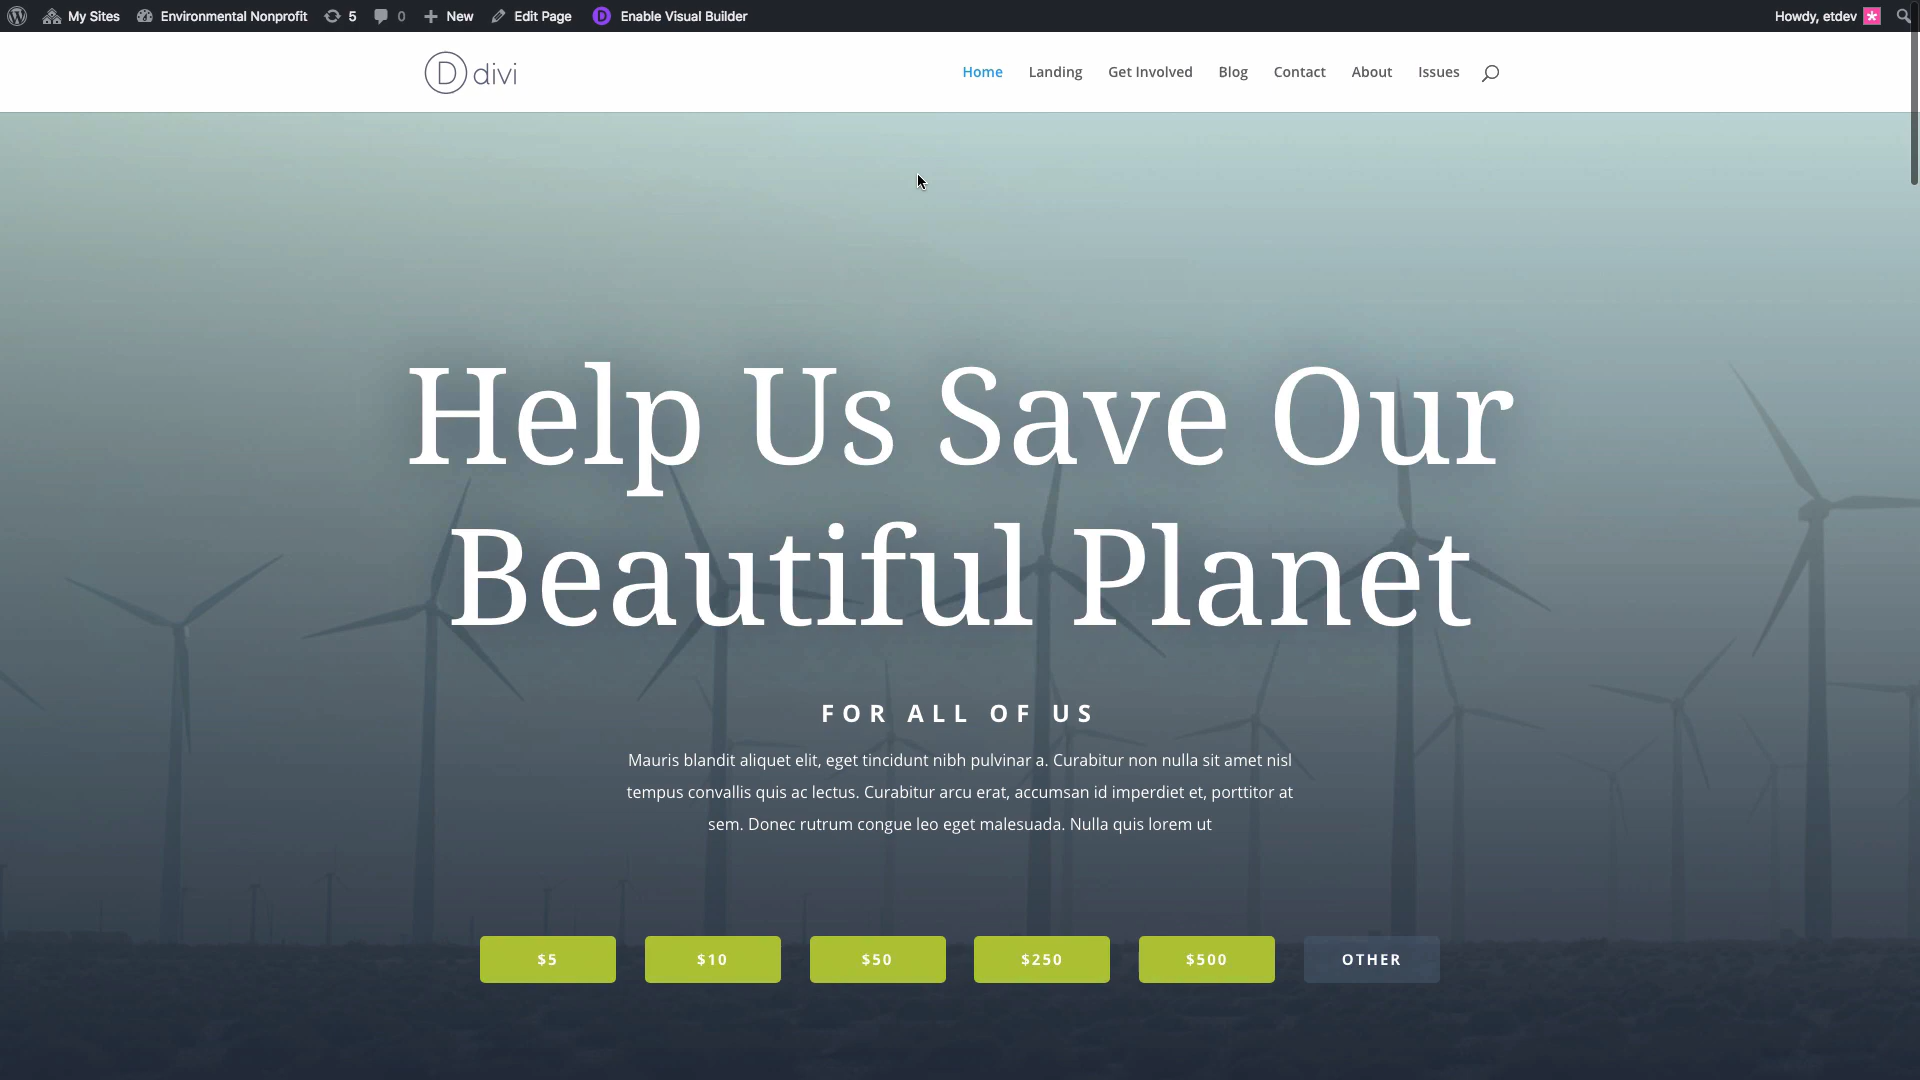 My Sites Environmental Nonprofit 5 0 New Edit Page D Enable Visual Builder Howdy, etdev
D divi Home Landing Get Involved Blog Contact About Issues
Help Us Save Our
Beautiful Planet
FOR ALL OF US
Mauris blandit aliquet elit, eget tincidunt nibh pulvinar a. Curabitur non nulla sit amet nisl
tempus convallis quis ac lectus. Curabitur arcu erat, accumsan id imperdiet et, porttitor at
sem. Donec rutrum congue leo eget malesuada. Nulla quis lorem ut
$5 $10 $50 $250 $500 OTHER